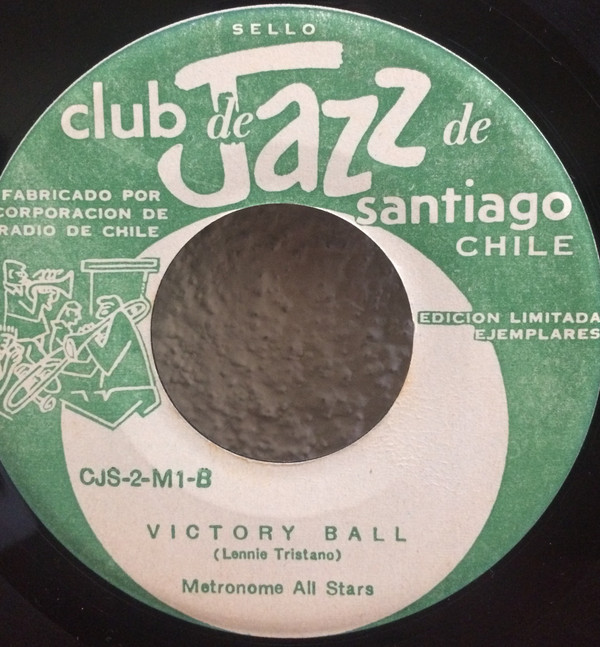 SELLO
club de Jazz de
santiago
CHILE
FABRICADO POR
CORPORACION DE
RADIO DE CHILE
EDICION LIMITADA
EJEMPLARES
CJS-2-M1-B
VICTORY BALL
(Lennie Tristano)
Metronome All Stars